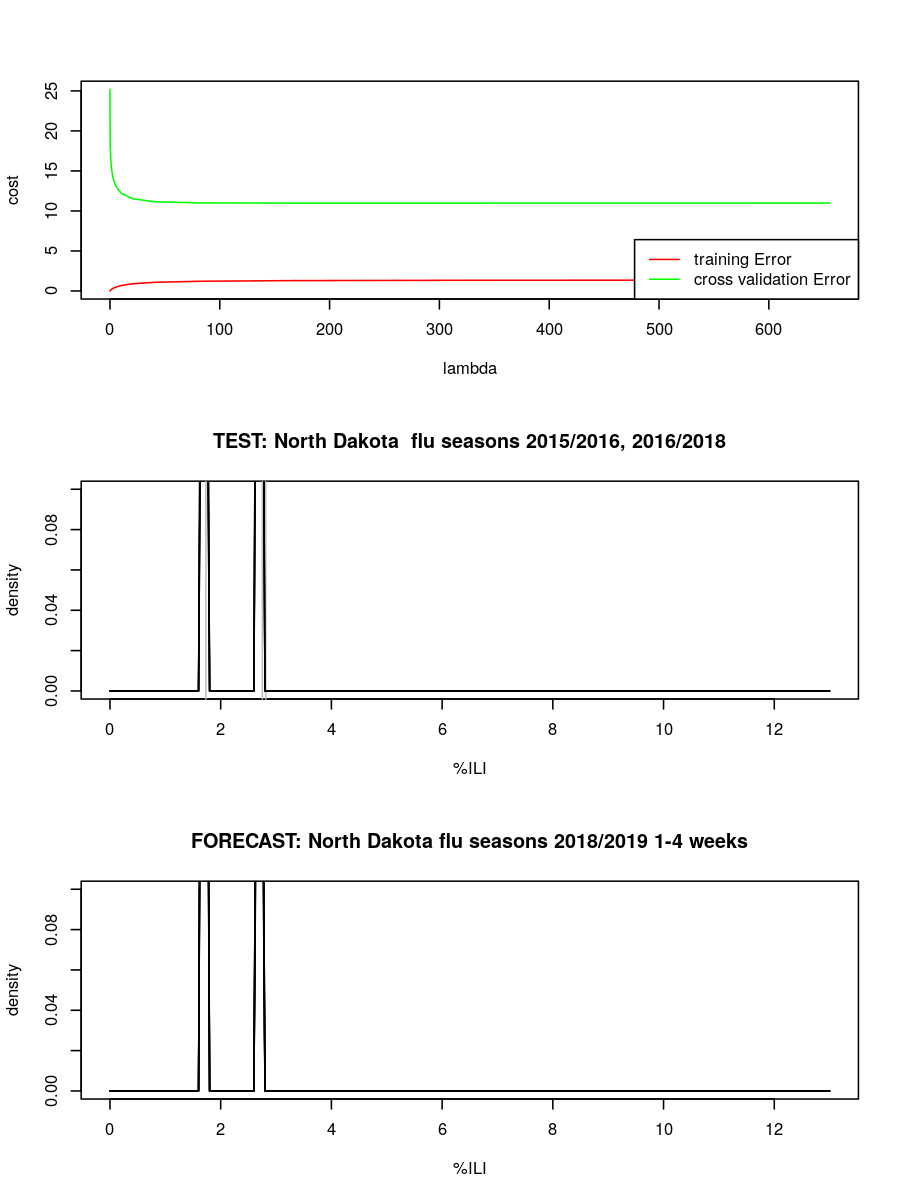 25
20
15
10
5
0
cost
training Error
cross validation Error
0 100 200 300 400 500 600
lambda
TEST: North Dakota  flu seasons 2015/2016, 2016/2018
0.08
0.04
0.00
density
0 2 4 6 8 10 12
%ILI
FORECAST: North Dakota flu seasons 2018/2019 1-4 weeks
0.08
0.04
0.00
density
0 2 4 6 8 10 12
%ILI